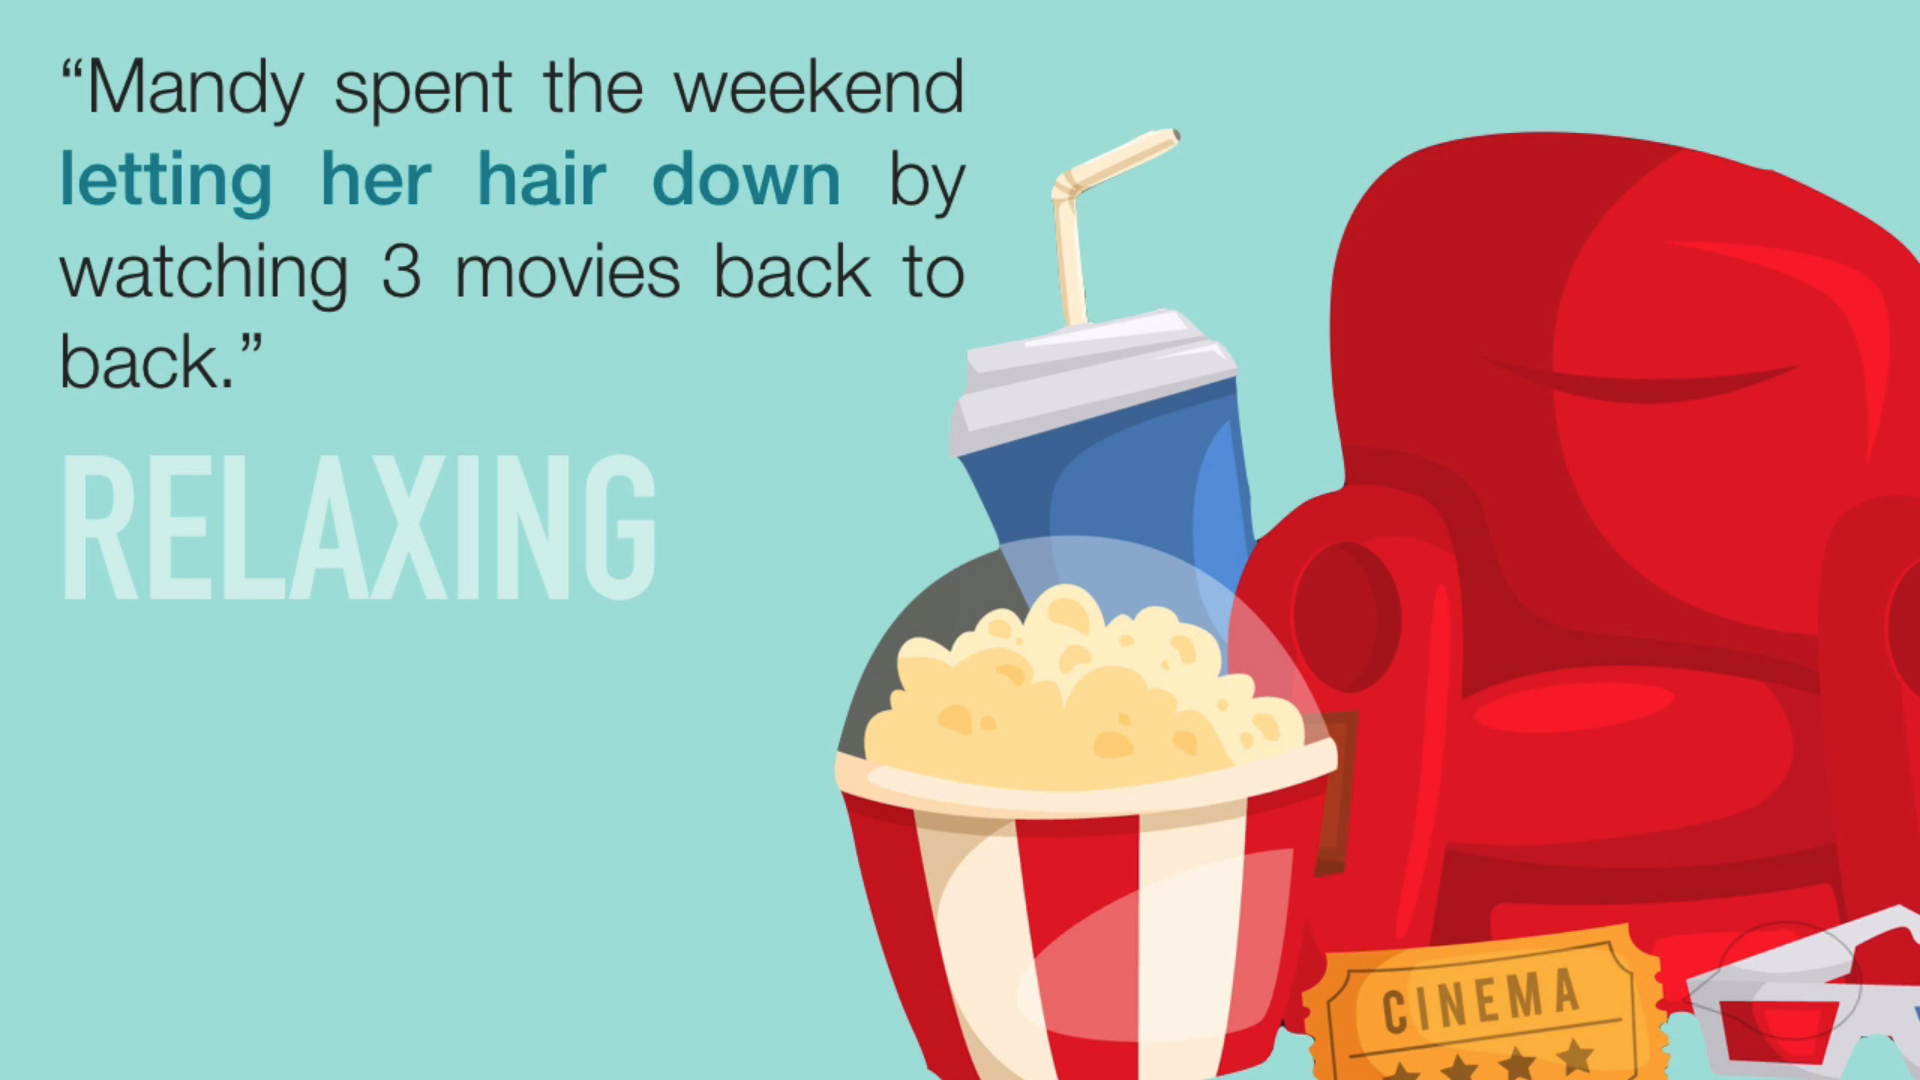 “Mandy spent the weekend
letting her hair down by
watching 3 movies back to
back.”
RELAXING
CINEMA